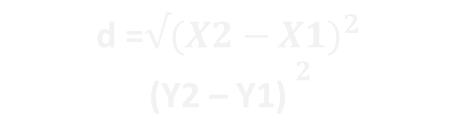 d =√(X2 − X1)²
(Y2 – Y1) ²